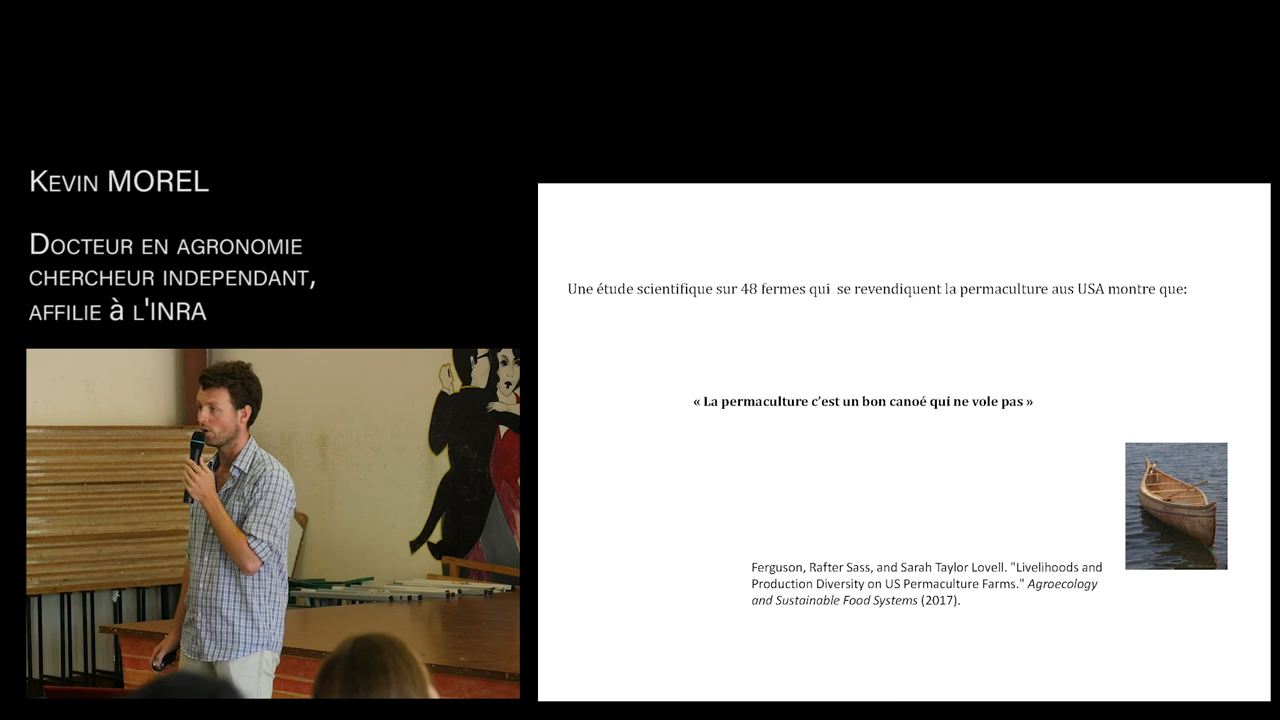 Kevin MOREL
Docteur en agronomie
chercheur independant,
affilie à l'INRA
Une étude scientifique sur 48 fermes qui  se revendiquent la permaculture aus USA montre que:
« La permaculture c'est un bon canoé qui ne vole pas »
Ferguson, Rafter Sass, and Sarah Taylor Lovell. "Livelihoods and
Production Diversity on US Permaculture Farms." Agroecology
and Sustainable Food Systems (2017).